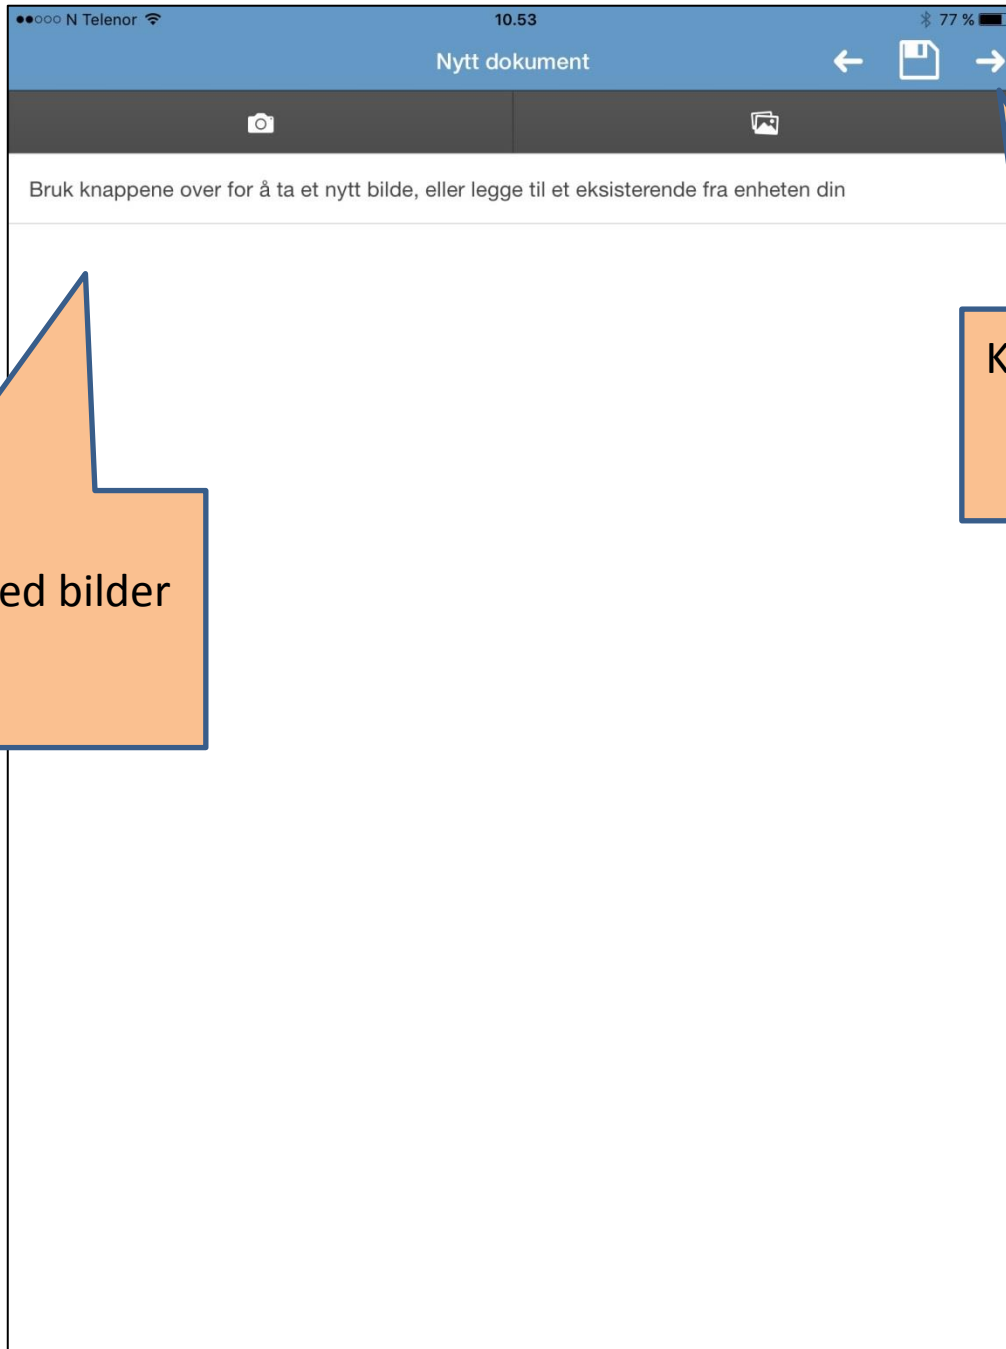 N Telenor 10.53 77 %
Nytt dokument
Bruk knappene over for å ta et nytt bilde, eller legge til et eksisterende fra enheten din
K
ed bilder